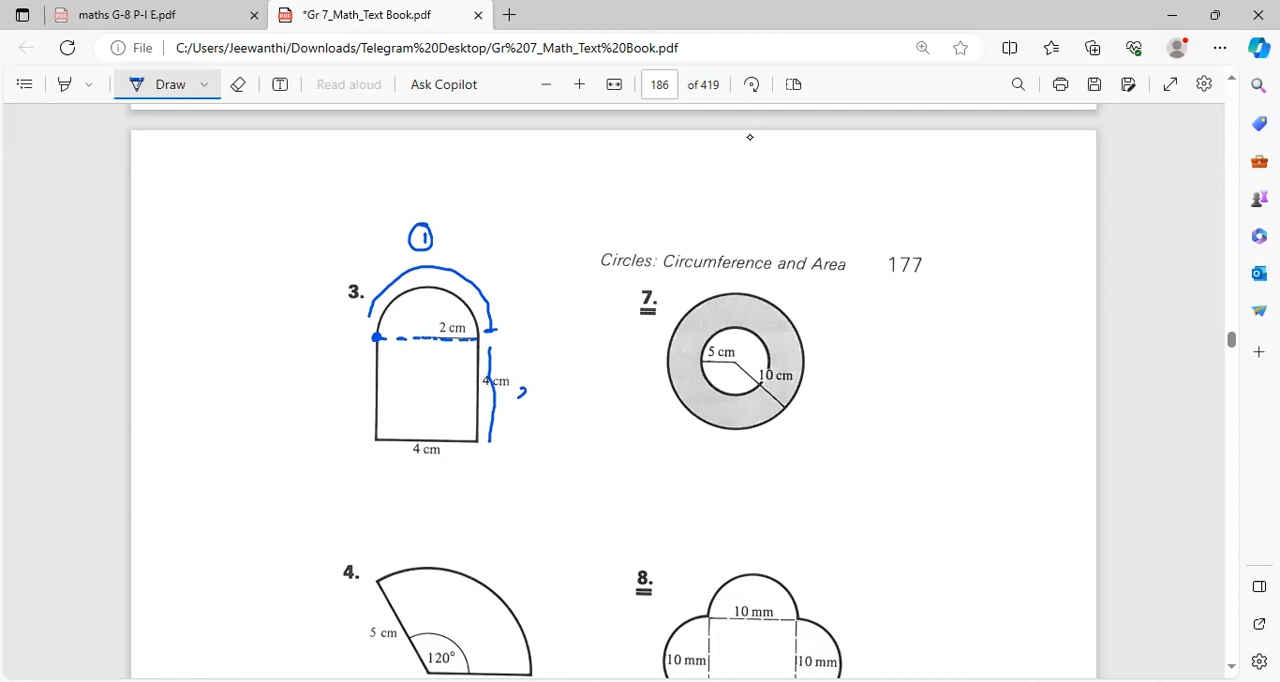 maths G-8 P-I E.pdf
*Gr 7_Math_Text Book.pdf
File
C:/Users/Jeewanthi/Downloads/Telegram%20Desktop/Gr%207_Math_Text%20Book.pdf
Draw
Read aloud
Ask Copilot
186 of 419
1
Circles: Circumference and Area 177
3.
2 cm
4 cm
4 cm
7.
5 cm
10 cm
4.
5 cm
120°
8.
10 mm
10 mm
10 mm